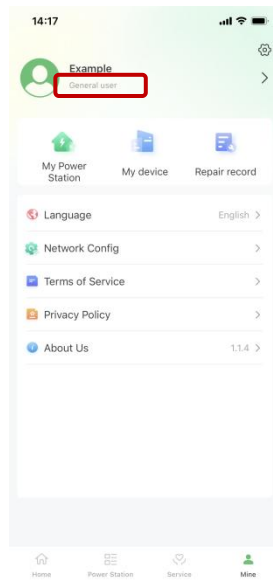 14:17
Example
General user
My Power
Station
My device
Repair record
Language
English
Network Config
Terms of Service
Privacy Policy
About Us
1.1.4
Home
Power Station
Service
Mine